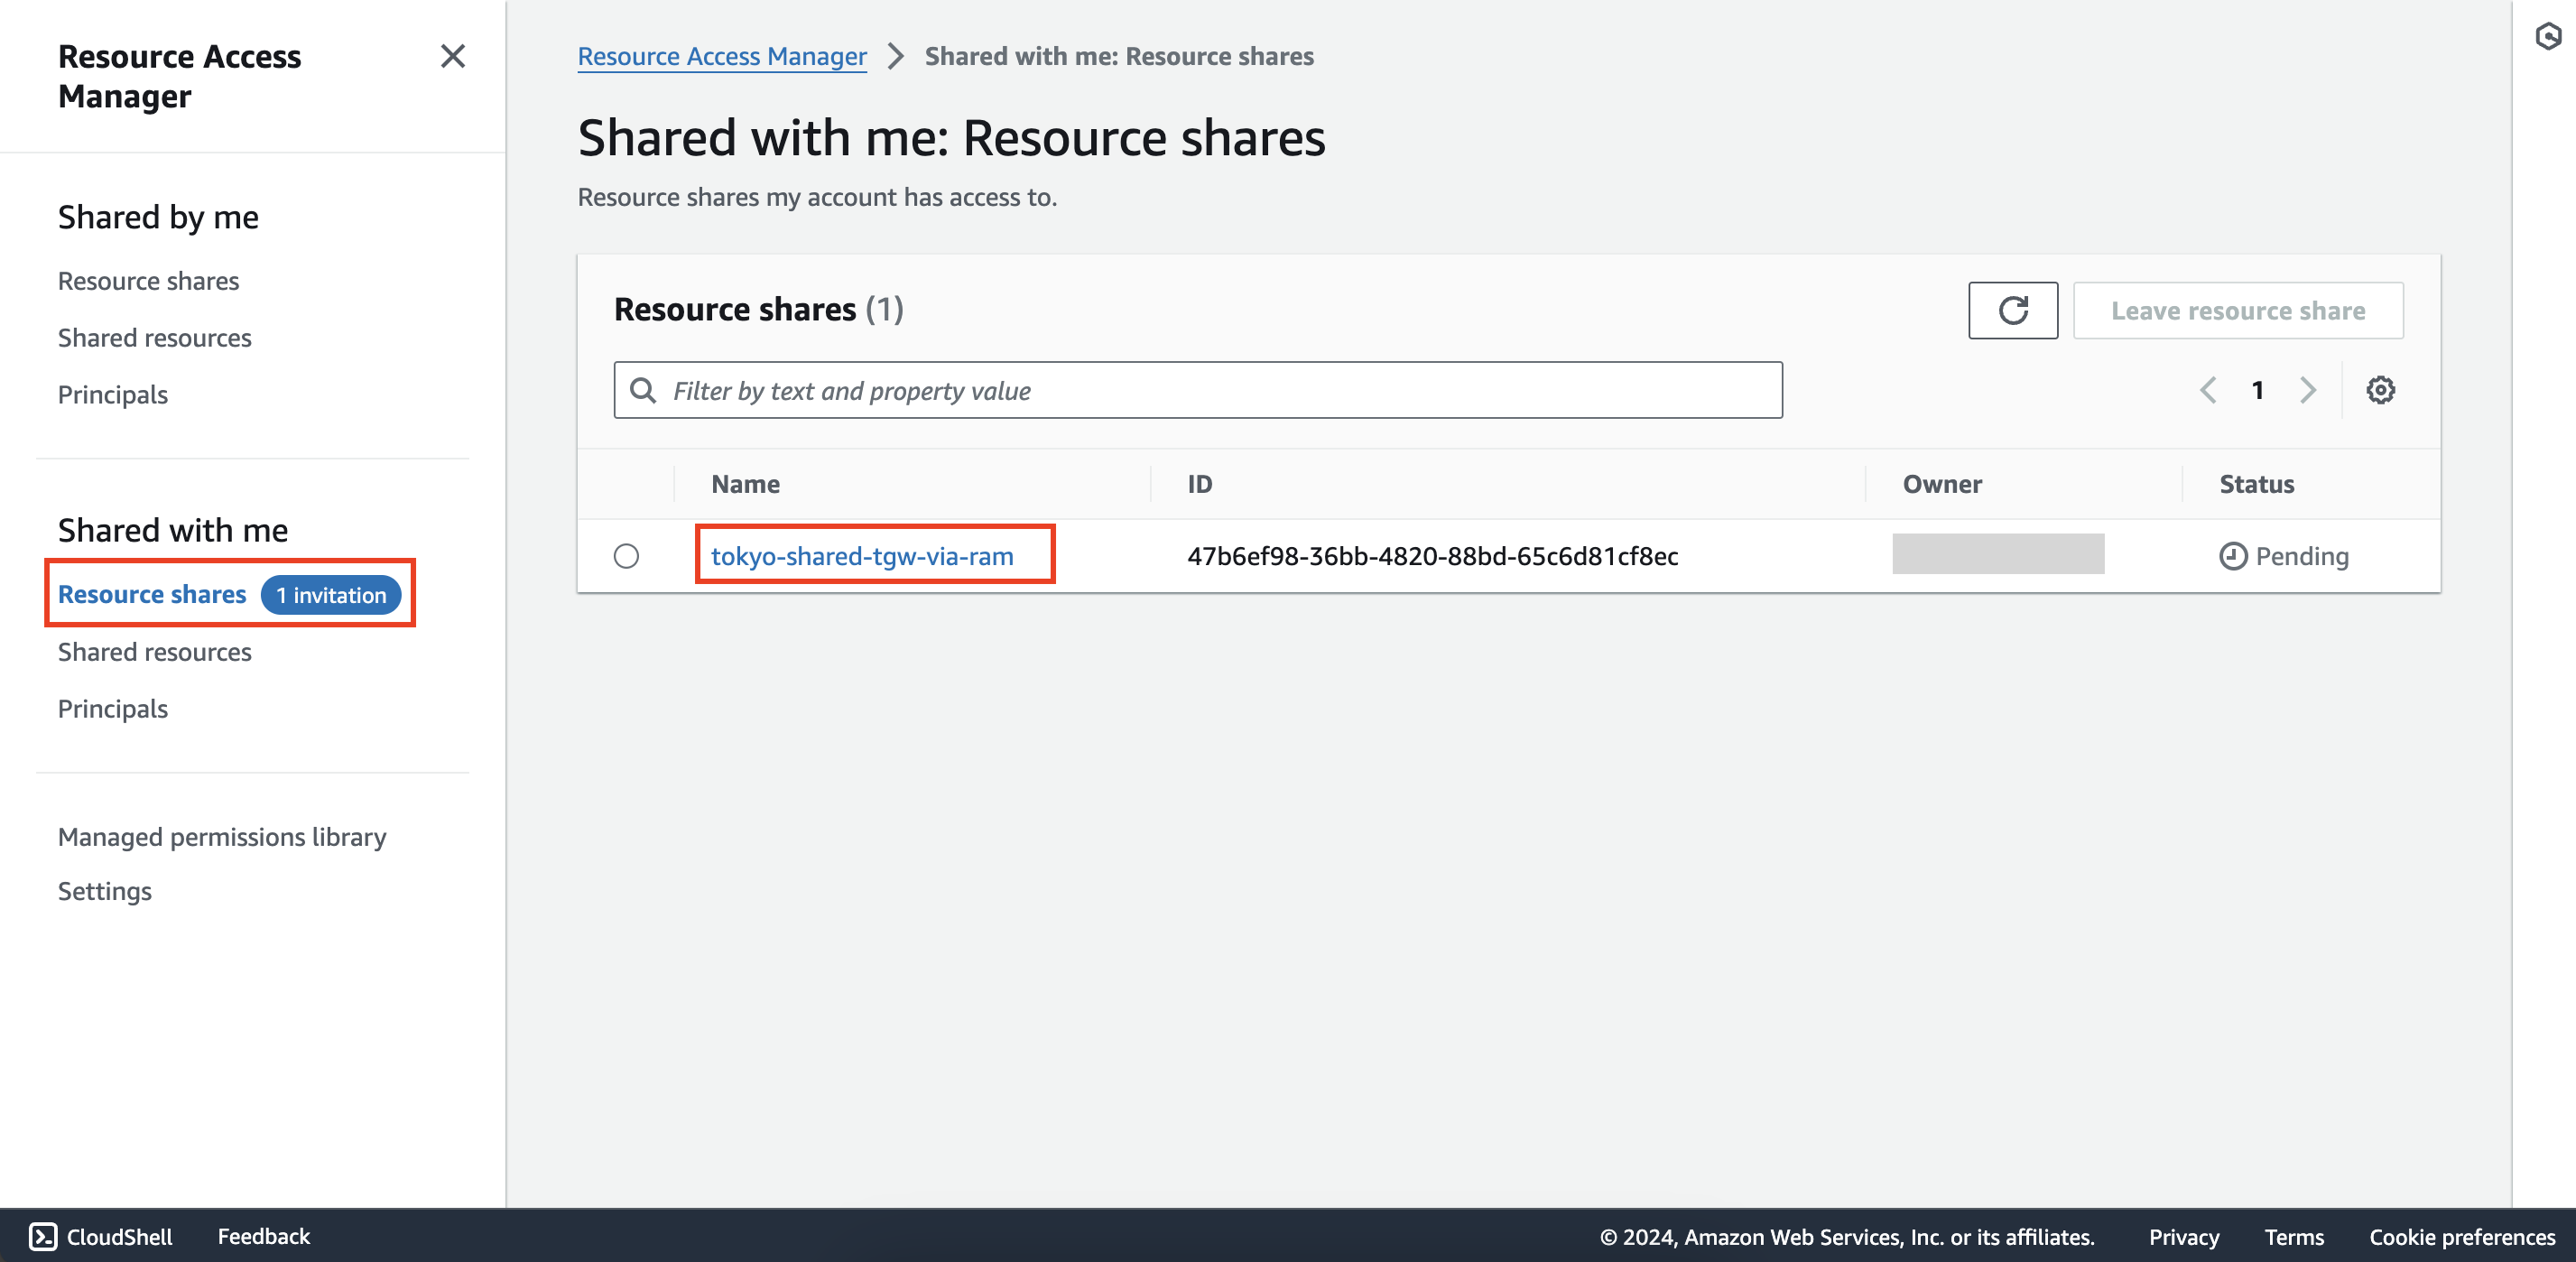 Resource Access
Manager
Shared by me
Resource shares
Shared resources
Principals
Shared with me
Resource shares 1 invitation
Shared resources
Principals
Managed permissions library
Settings
Resource Access Manager Shared with me: Resource shares
Shared with me: Resource shares
Resource shares my account has access to.
Resource shares (1)
Leave resource share
Filter by text and property value
1
Name ID Owner Status
tokyo-shared-tgw-via-ram 47b6ef98-36bb-4820-88bd-65c6d81cf8ec Pending
CloudShell Feedback © 2024, Amazon Web Services, Inc. or its affiliates. Privacy Terms Cookie preferences